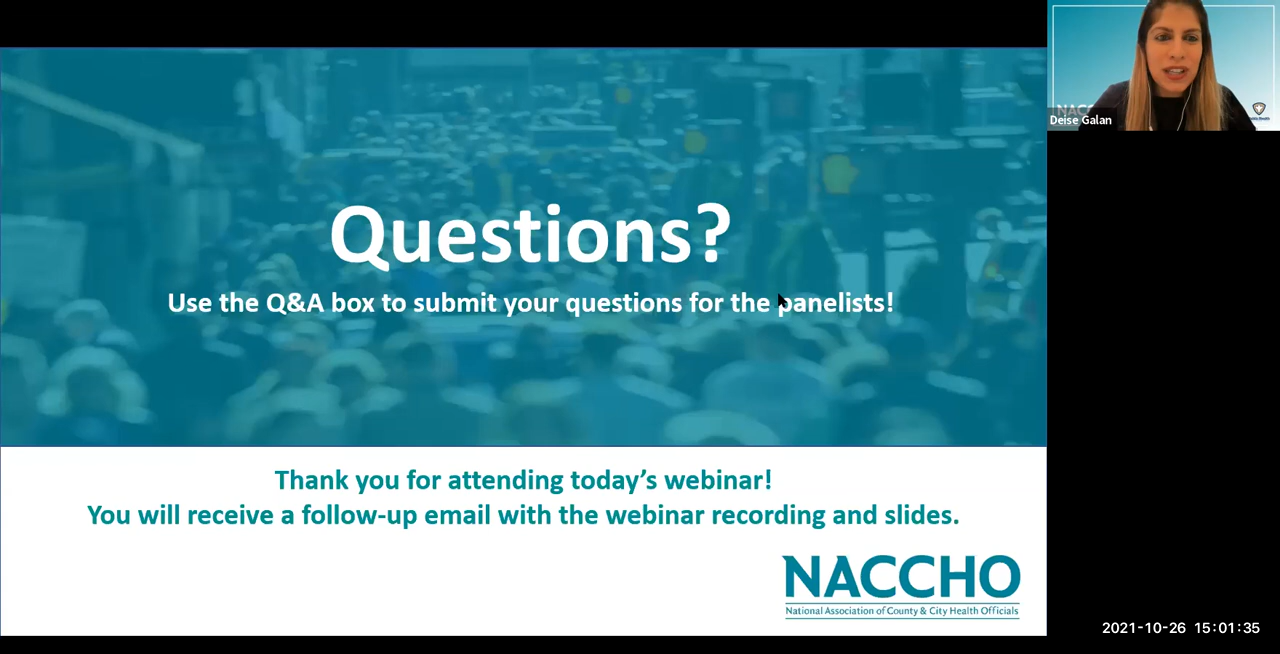 Questions?
Use the Q&A box to submit your questions for the panelists!
Thank you for attending today's webinar!
You will receive a follow-up email with the webinar recording and slides.
NACCHO
National Association of County & City Health Officials
Deise Galan
2021-10-26 15:01:35